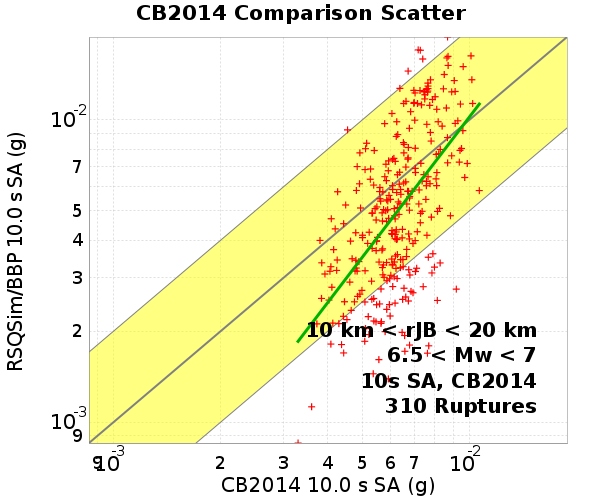 CB2014 Comparison Scatter
RSQSim/BBP 10.0 s SA (g)
10-2
7
5
4
3
2
10-3
9
10 km < rJB < 20 km
6.5 < Mw < 7
10s SA, CB2014
310 Ruptures
9 10-3 2 3 4 5 6 7 10-2
CB2014 10.0 s SA (g)